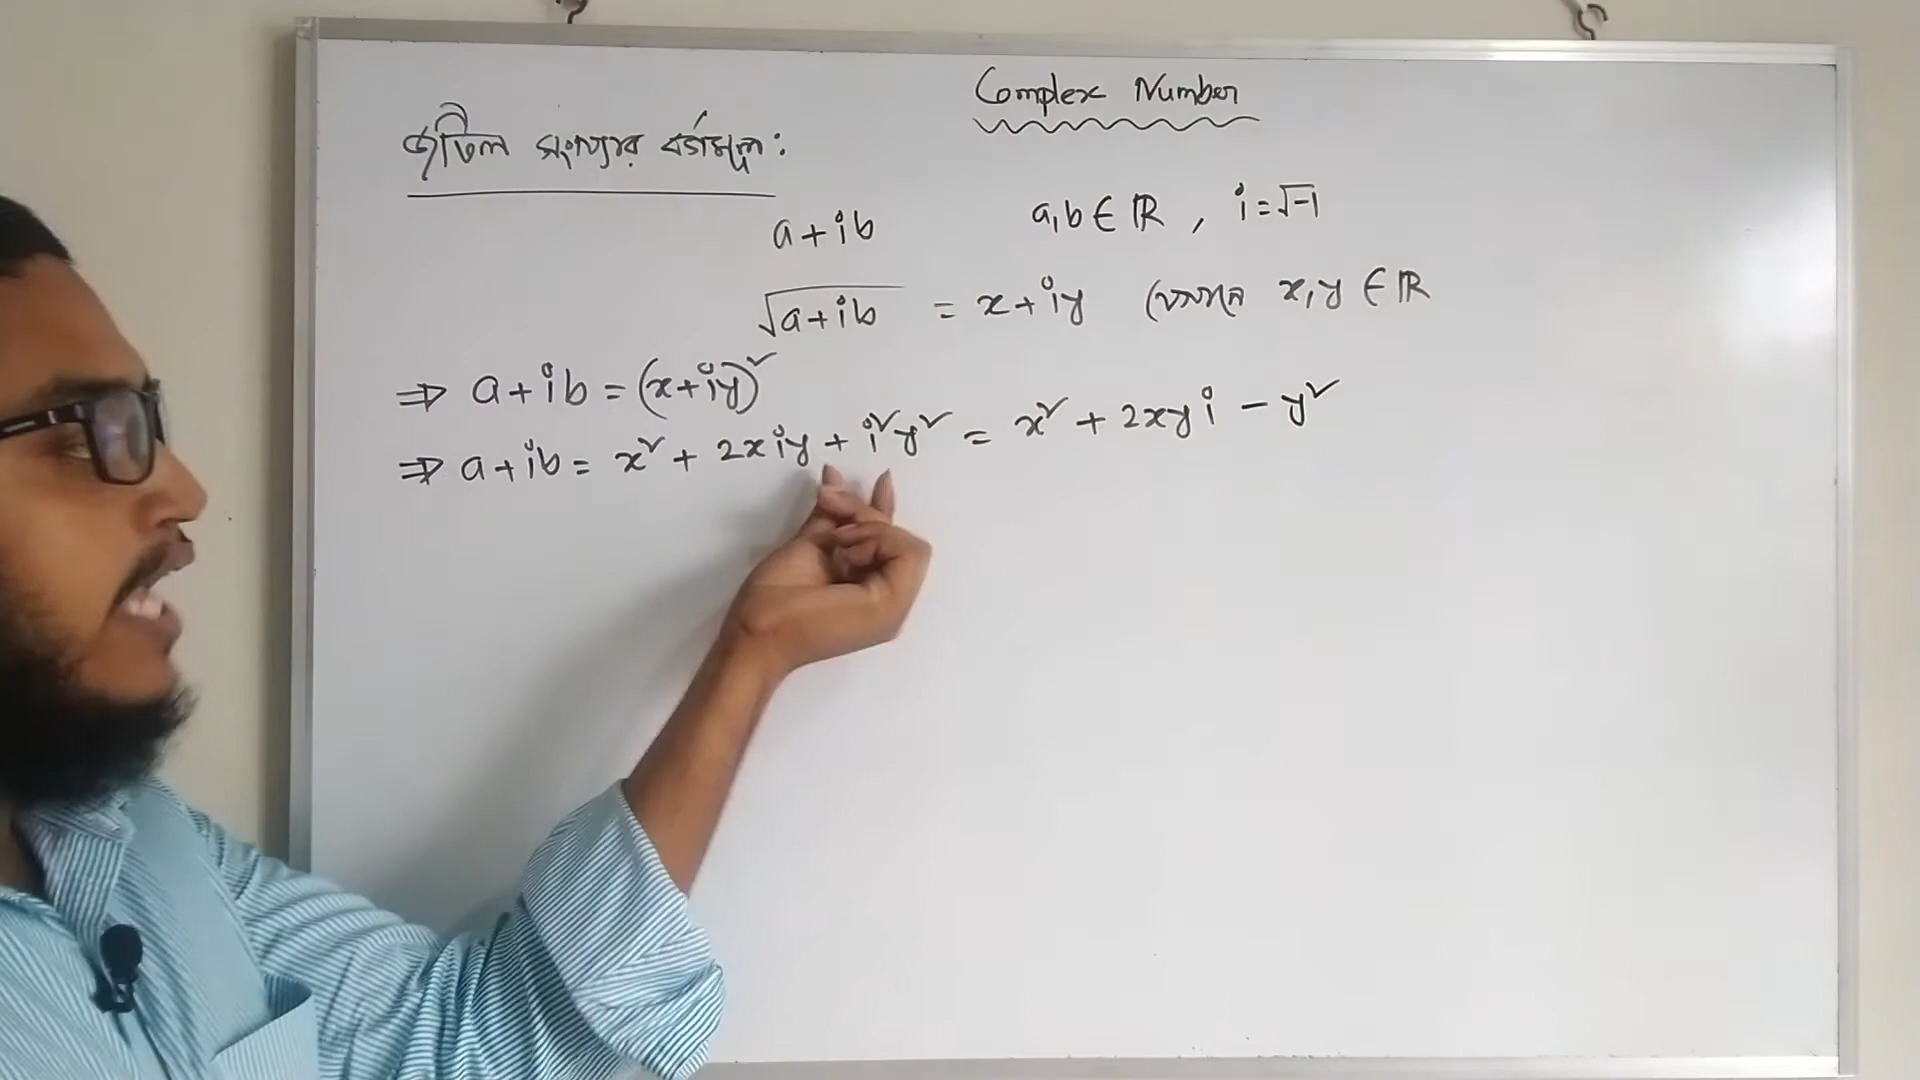 Complex Number
জটিল সংখ্যার বর্গমূল:
a+ib a,b ∈ ℝ , i=√-1
√a+ib = x+iy (যেখানে x,y ∈ ℝ
⇒ a+ib = (x+iy)²
⇒ a+ib = x² + 2xiy + i²y² = x² + 2xyi - y²